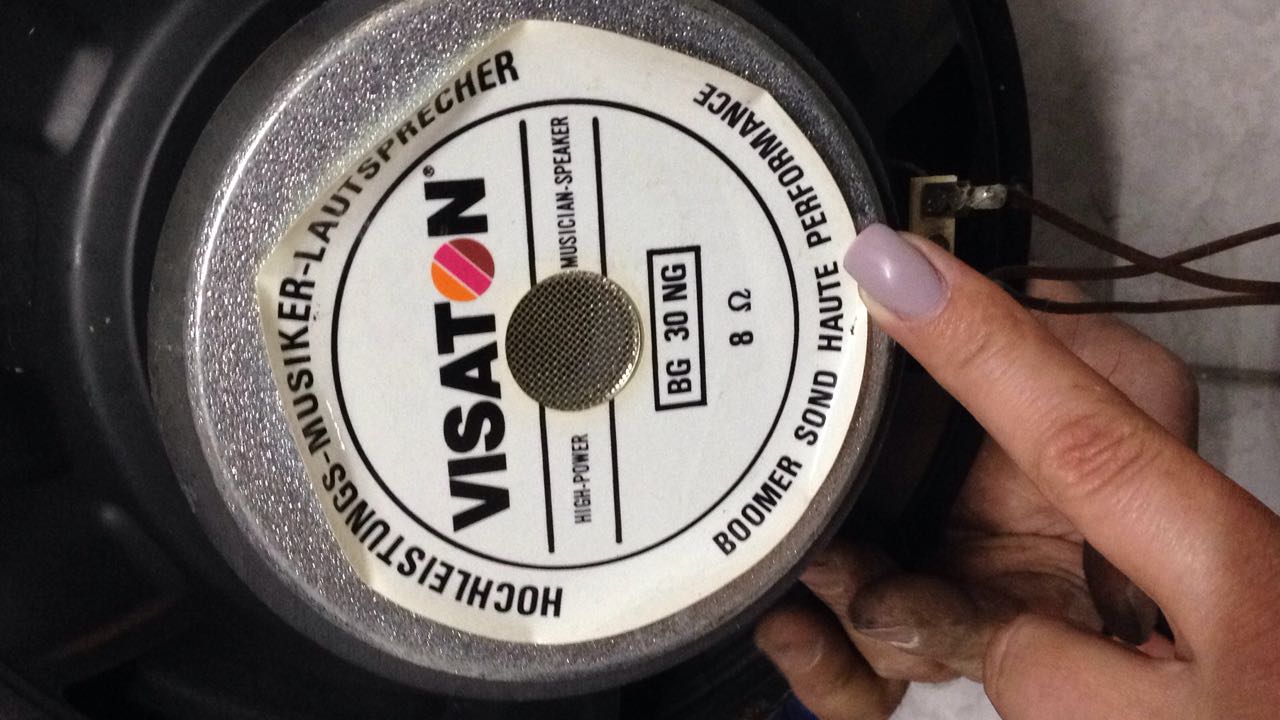 HOCHLEISTUNGS-MUSIKER-LAUTSPRECHER
VISATON®
HIGH-POWER MUSICIAN-SPEAKER
BG 30 NG
8 Ω
BOOMER SOND HAUTE PERFORMANCE